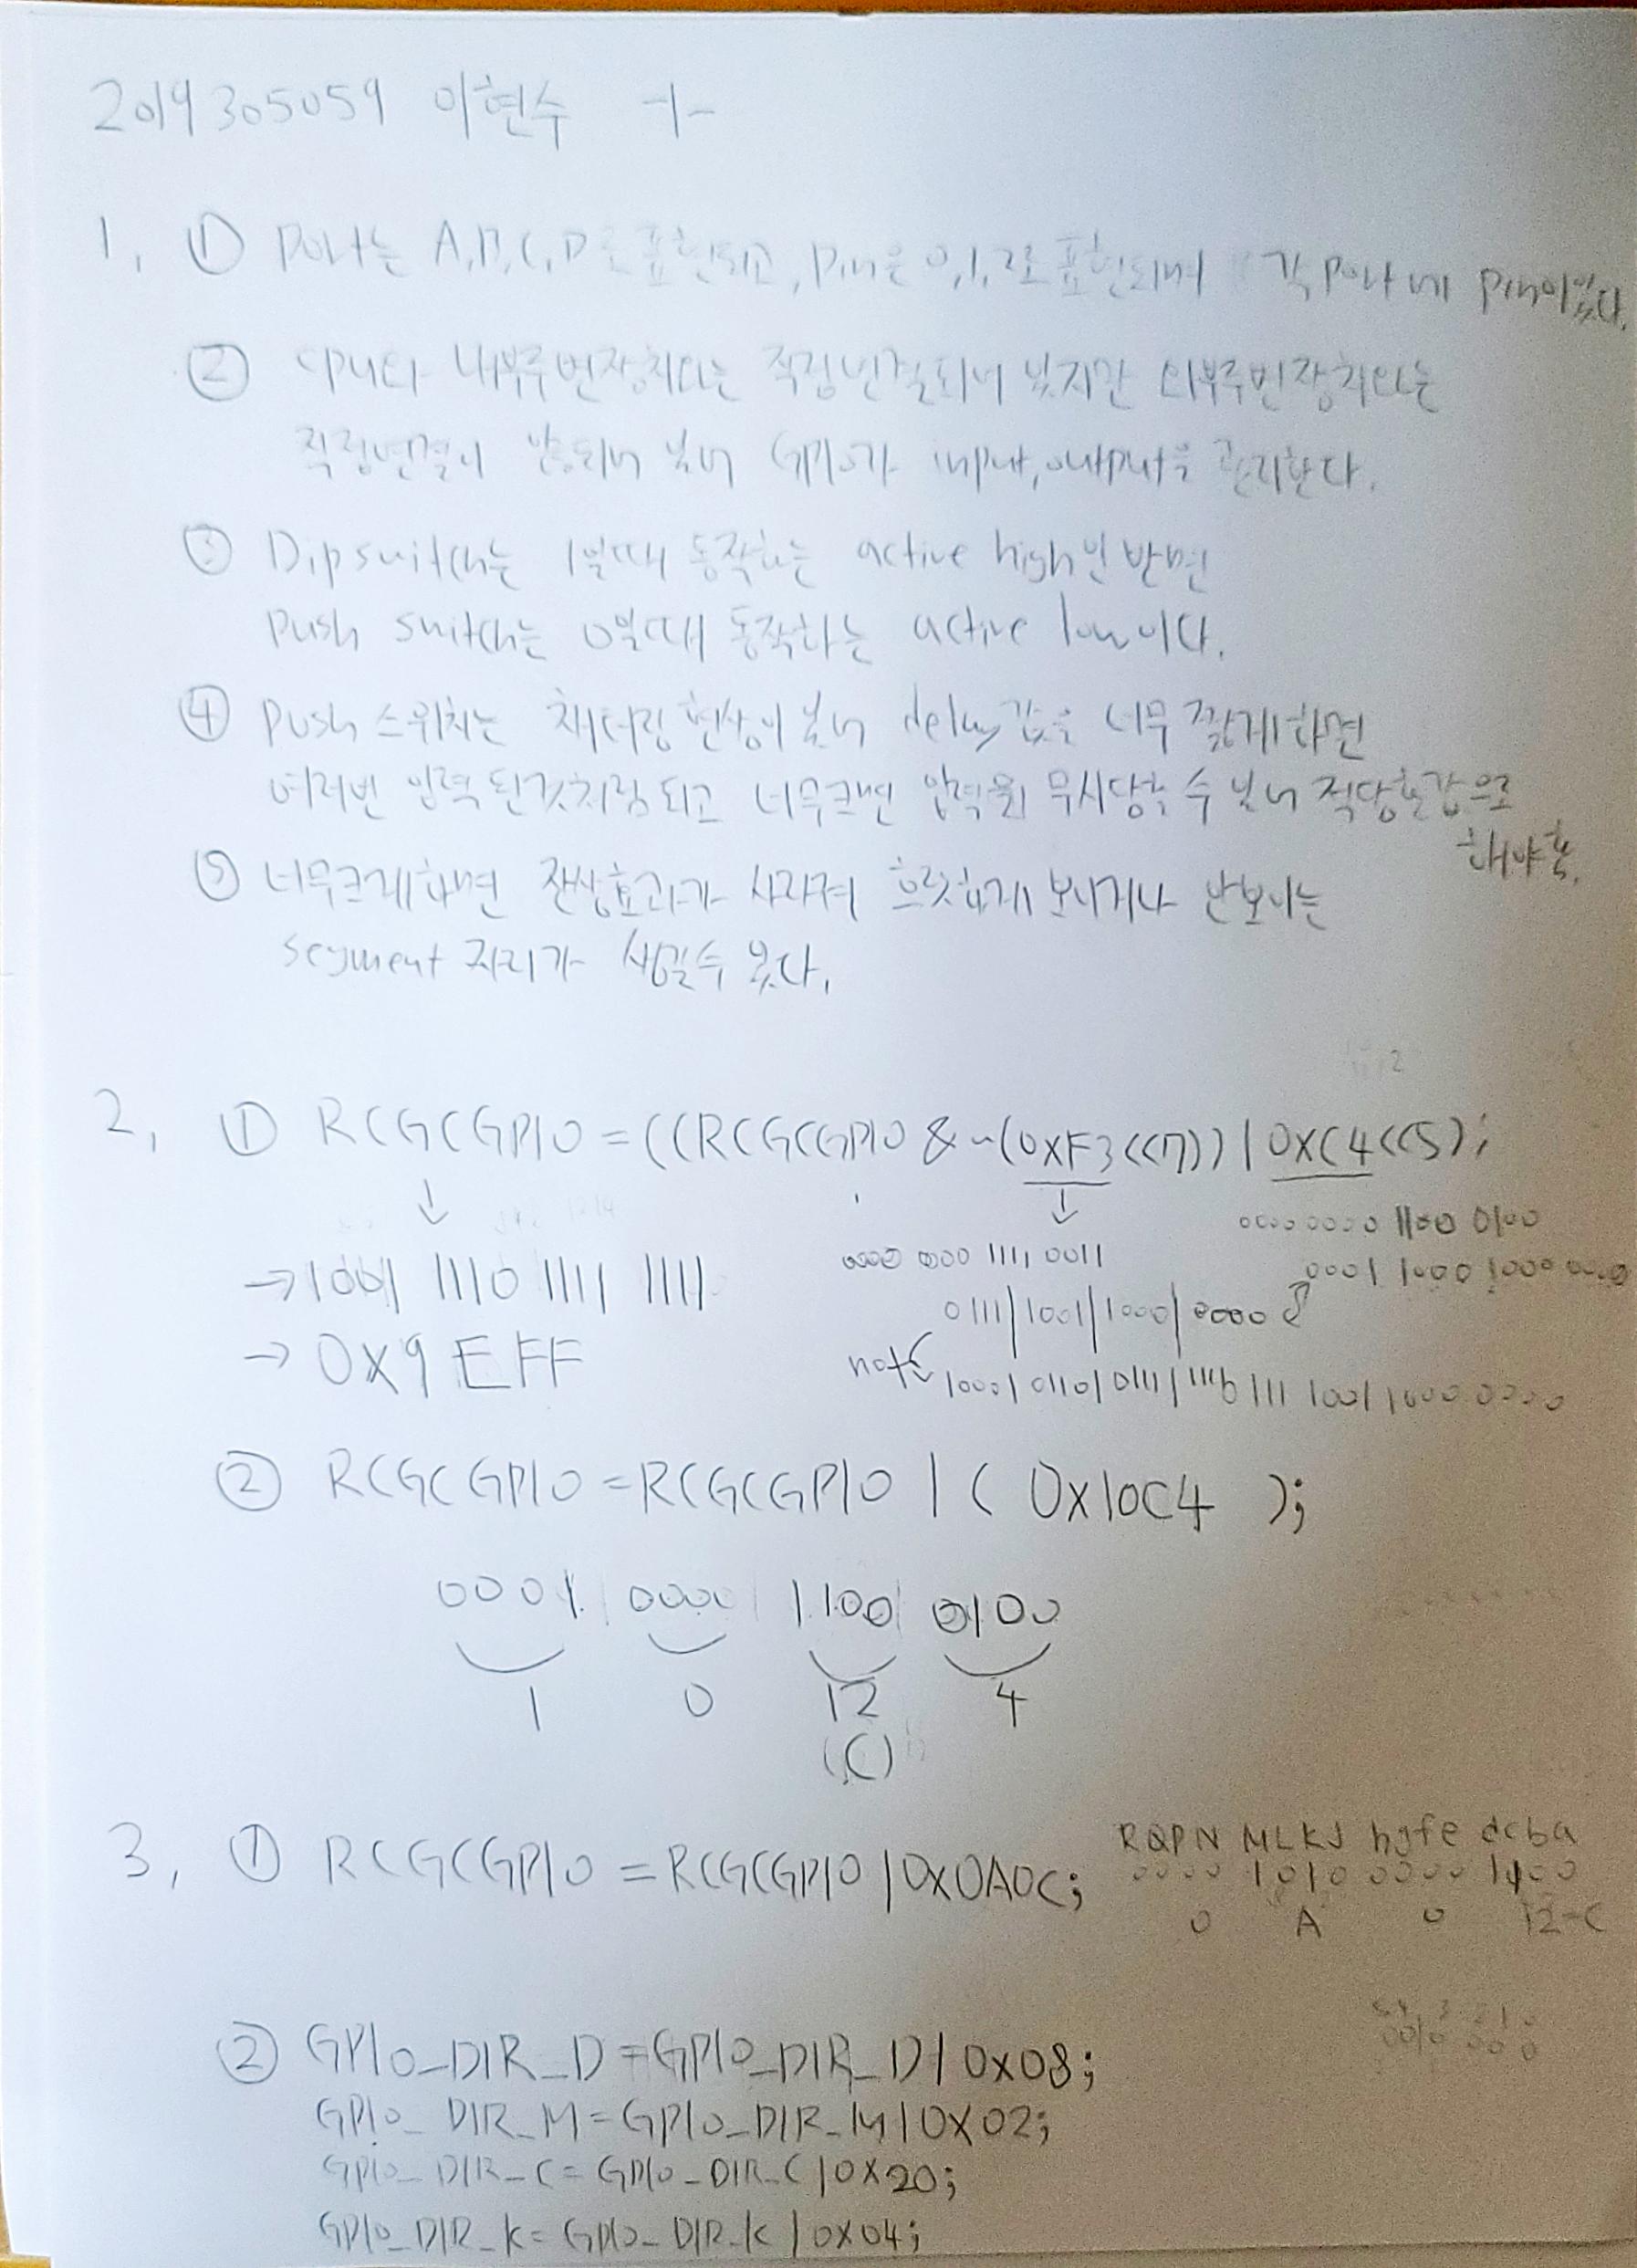 2019305059 이현수 -1-
1, ① Port는 A,B,C,D로 표현되고, Pin은 0,1,2로 표현되며 각 Port에 Pin이있다.
② CPU와 내부주변장치와는 직접연결되어 있지만 외부주변장치와는
직접연결이 안되어 있어 GPIO가 input, output을 관리한다.
③ Dip switch는 1일때 동작하는 active high인 반면
Push switch는 0일때 동작하는 active low이다.
④ Push 스위치는 채터링 현상이 있어 delay값을 너무 짧게하면
여러번 입력 된것처럼 되고 너무크면 입력을 무시당할 수 있어 적당한값으로
해야함.
⑤ 너무크게하면 잔상효과가 사라져 흐릿하게 보이거나 안보이는
segment 자리가 생길수 있다.
2, ① RCGCGPIO = ((RCGCGPIO & ~(0xF3<<7)) | 0xC4<<5);
↓ ↓ 0000 0000 1100 0100
→1001 1110 1111 1111 0000 0000 1111 0011 0001 1000 1000 0000
0111|1001|1000|0000
→ 0x9EFF not 1000|0110|0111|1111 0111 1001 1000 0000
② RCGCGPIO = RCGCGPIO | ( 0x10C4 );
0001 0000 1100 0100
1 0 12 4
(C)
3, ① RCGCGPIO = RCGCGPIO | 0x0A0C; RQPN MLKJ hgfe dcba
0000 1010 0000 1100
0 A 0 12-C
② GPIO_DIR_D = GPIO_DIR_D | 0x08;
GPIO_DIR_M = GPIO_DIR_M | 0x02;
GPIO_DIR_C = GPIO_DIR_C | 0x20;
GPIO_DIR_K = GPIO_DIR_K | 0x04;